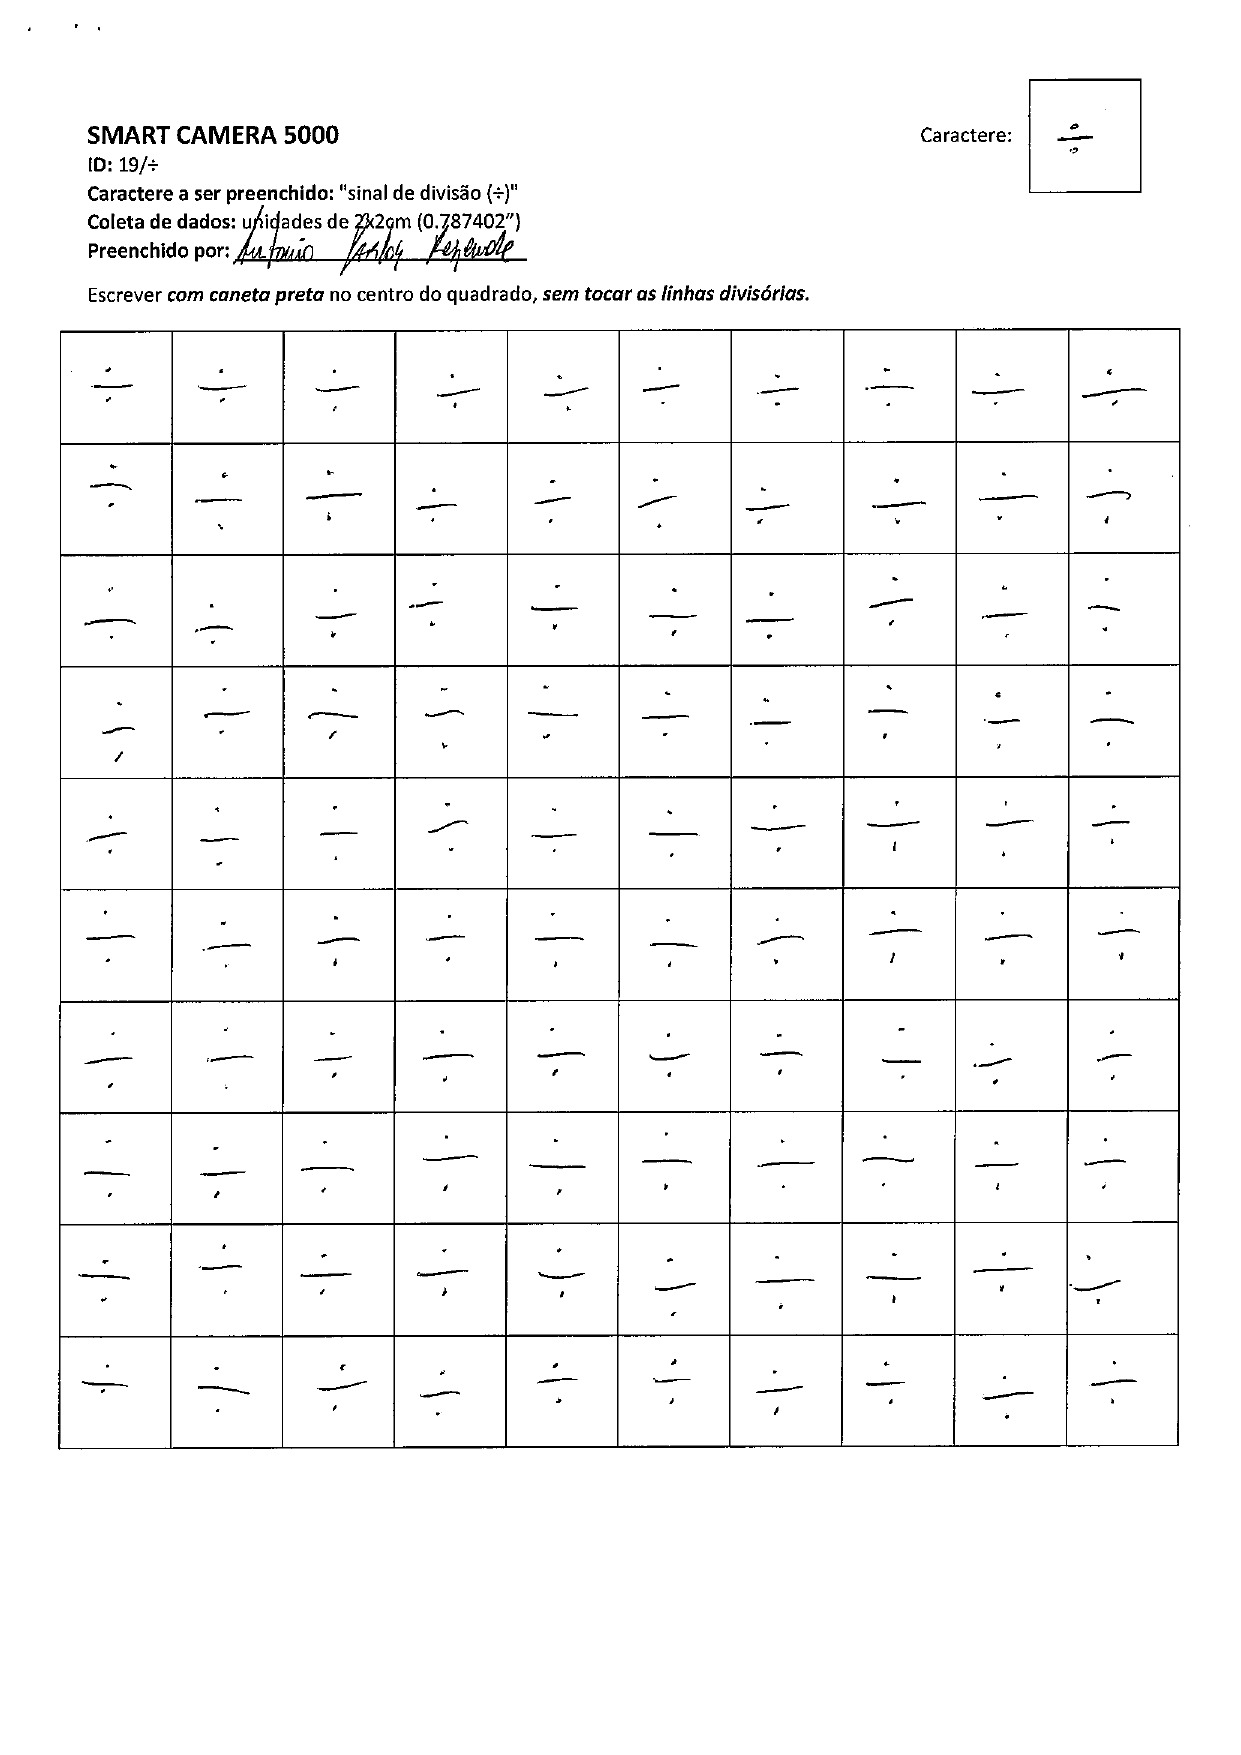 SMART CAMERA 5000
Caractere: ÷
ID: 19/÷
Caractere a ser preenchido: "sinal de divisão (÷)"
Coleta de dados: unidades de 2x2cm (0.787402”)
Preenchido por: Antonio Carlos Rezende
Escrever com caneta preta no centro do quadrado, sem tocar as linhas divisórias.
÷ ÷ ÷ ÷ ÷ ÷ ÷ ÷ ÷ ÷
÷ ÷ ÷ ÷ ÷ ÷ ÷ ÷ ÷ ÷
÷ ÷ ÷ ÷ ÷ ÷ ÷ ÷ ÷ ÷
÷ ÷ ÷ ÷ ÷ ÷ ÷ ÷ ÷ ÷
÷ ÷ ÷ ÷ ÷ ÷ ÷ ÷ ÷ ÷
÷ ÷ ÷ ÷ ÷ ÷ ÷ ÷ ÷ ÷
÷ ÷ ÷ ÷ ÷ ÷ ÷ ÷ ÷ ÷
÷ ÷ ÷ ÷ ÷ ÷ ÷ ÷ ÷ ÷
÷ ÷ ÷ ÷ ÷ ÷ ÷ ÷ ÷ ÷
÷ ÷ ÷ ÷ ÷ ÷ ÷ ÷ ÷ ÷